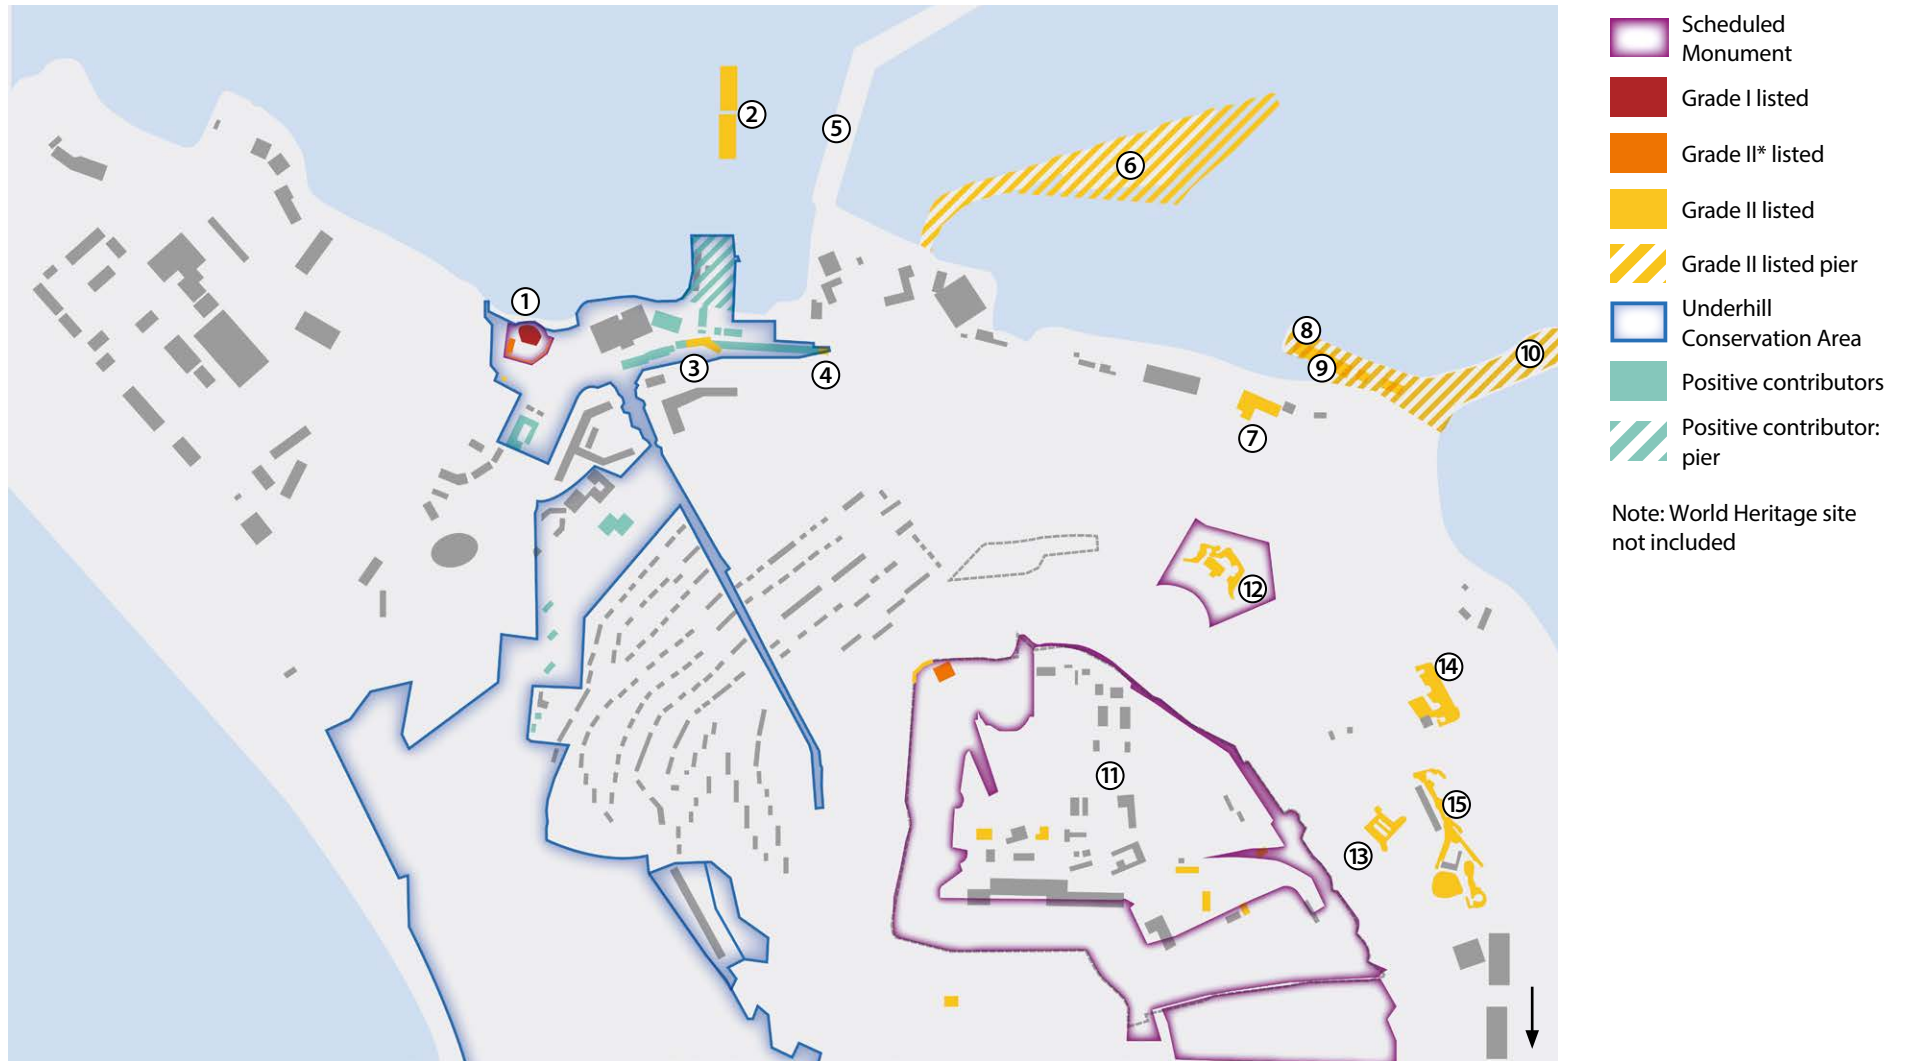 Scheduled
Monument
Grade I listed
Grade II* listed
Grade II listed
Grade II listed pier
Underhill
Conservation Area
Positive contributors
Positive contributor:
pier
Note: World Heritage site
not included
1
2
3
4
5
6
7
8
9
10
11
12
13
14
15